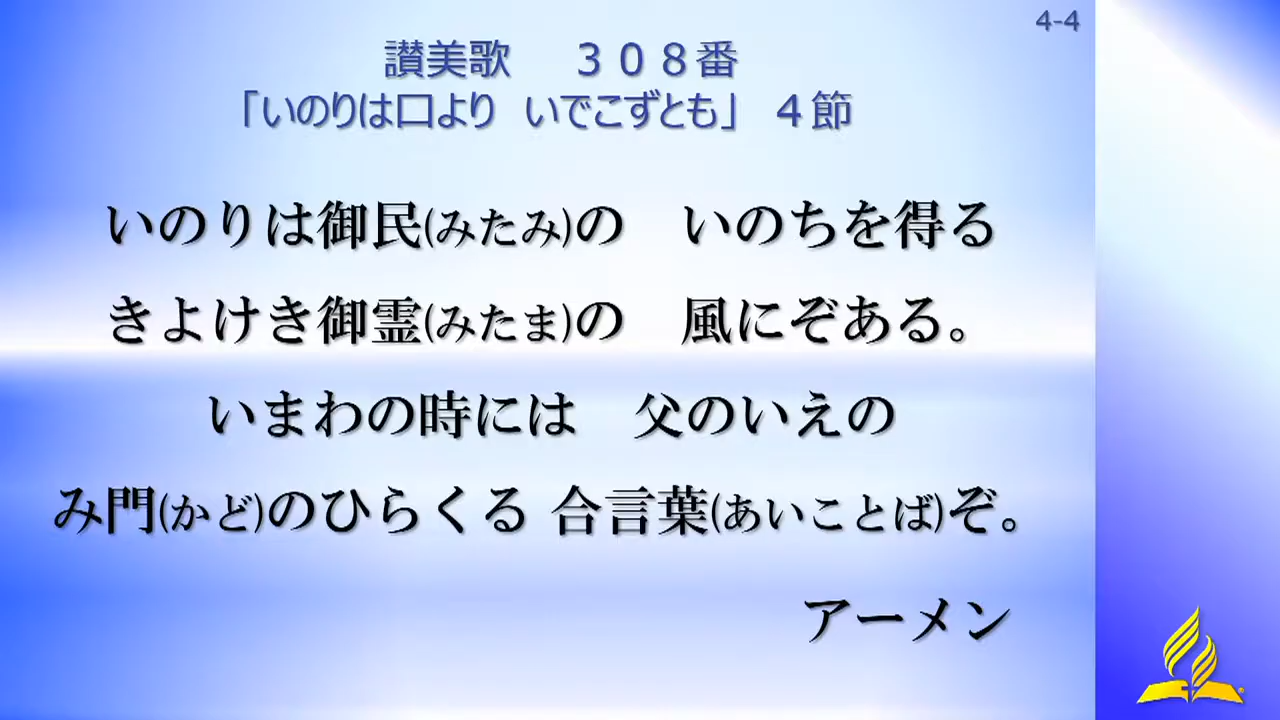 4-4
讃美歌　３０８番
「いのりは口より　いでこずとも」　４節
いのりは御民(みたみ)の　いのちを得る
きよけき御霊(みたま)の　風にぞある。
いまわの時には　父のいえの
み門(かど)のひらくる 合言葉(あいことば)ぞ。
アーメン